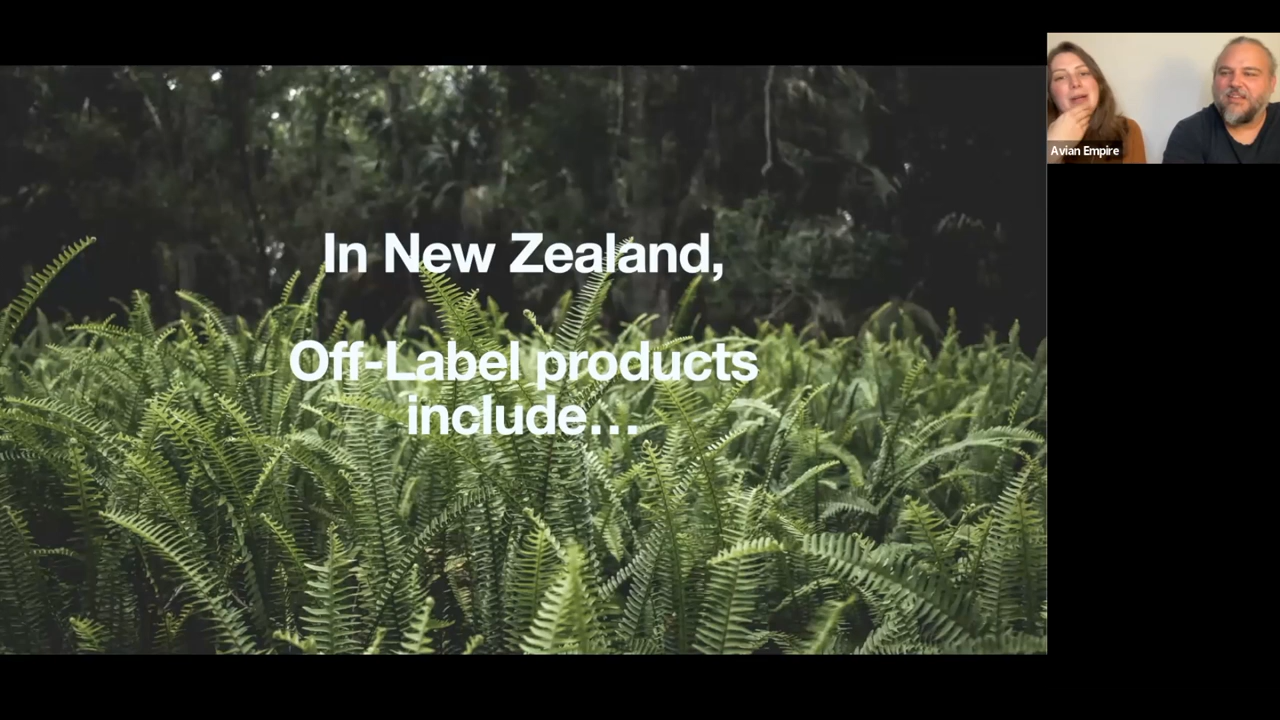 In New Zealand,
Off-Label products
include…
Avian Empire